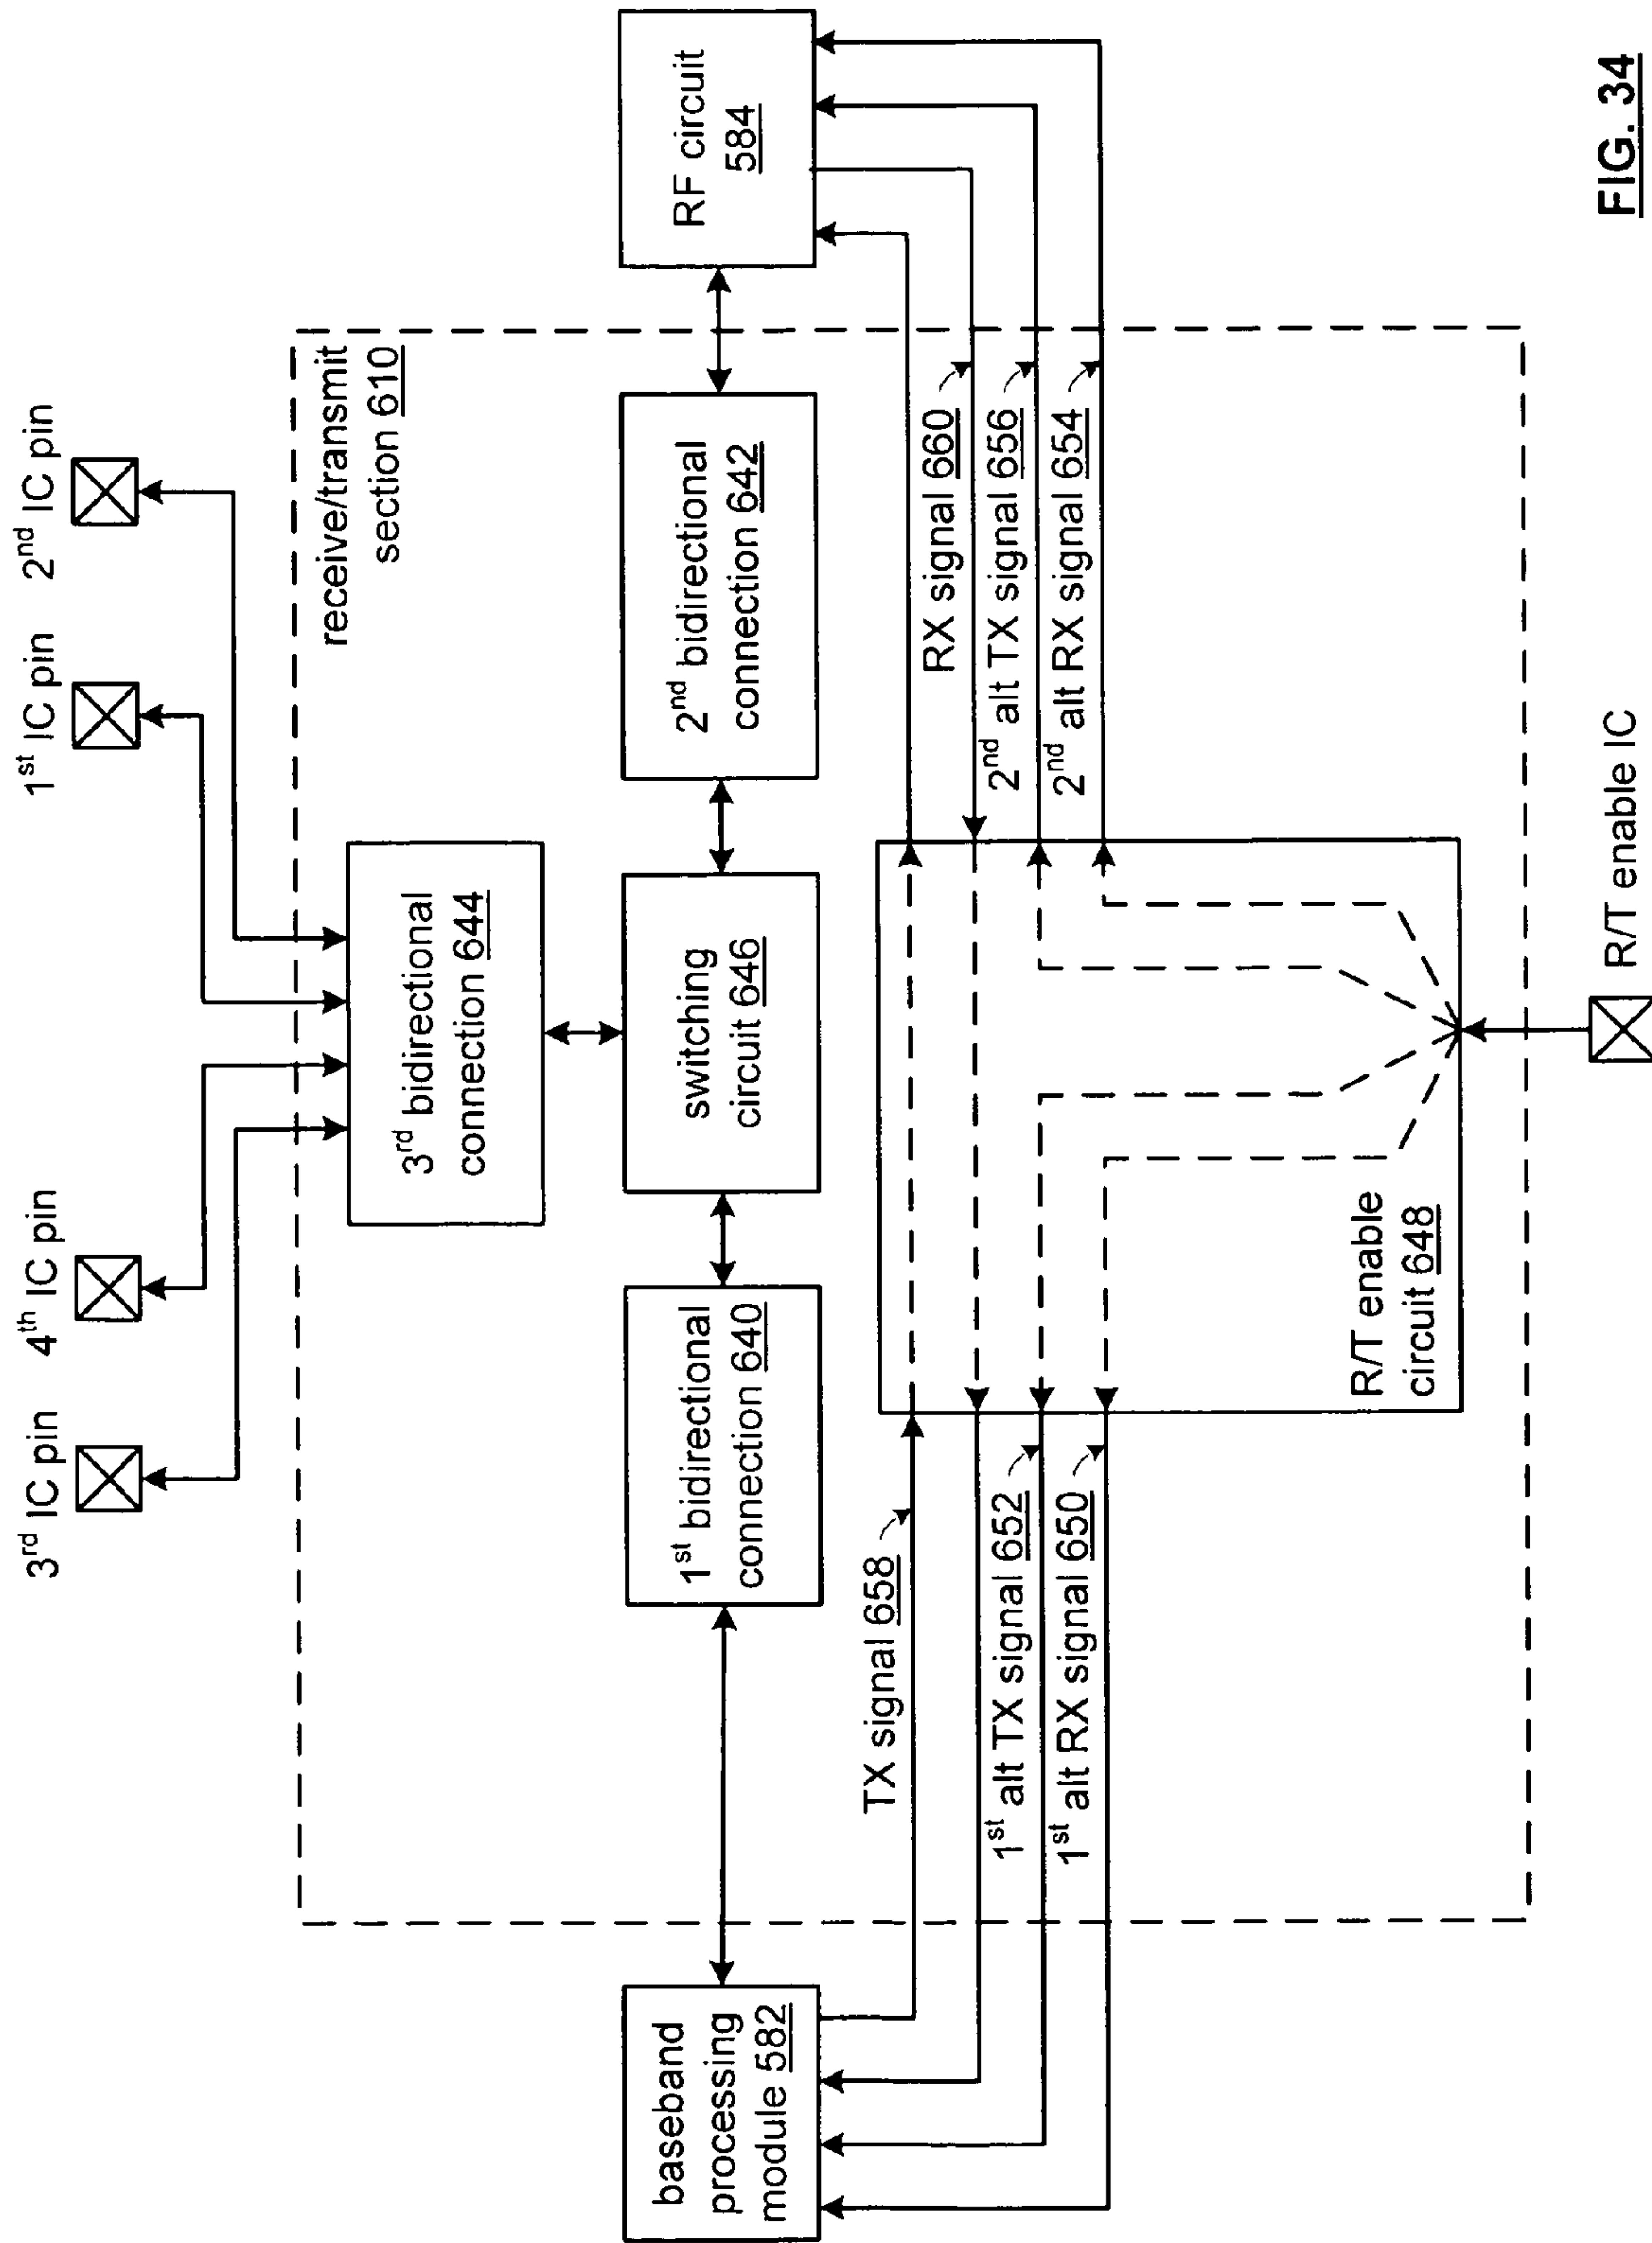 3rd IC pin
4th IC pin
1st IC pin
2nd IC pin
receive/transmit
section 610
3rd bidirectional
connection 644
baseband
processing
module 582
1st bidirectional
connection 640
switching
circuit 646
2nd bidirectional
connection 642
RF circuit
584
TX signal 658
1st alt TX signal 652
1st alt RX signal 650
RX signal 660
2nd alt TX signal 656
2nd alt RX signal 654
R/T enable
circuit 648
R/T enable IC
FIG. 34